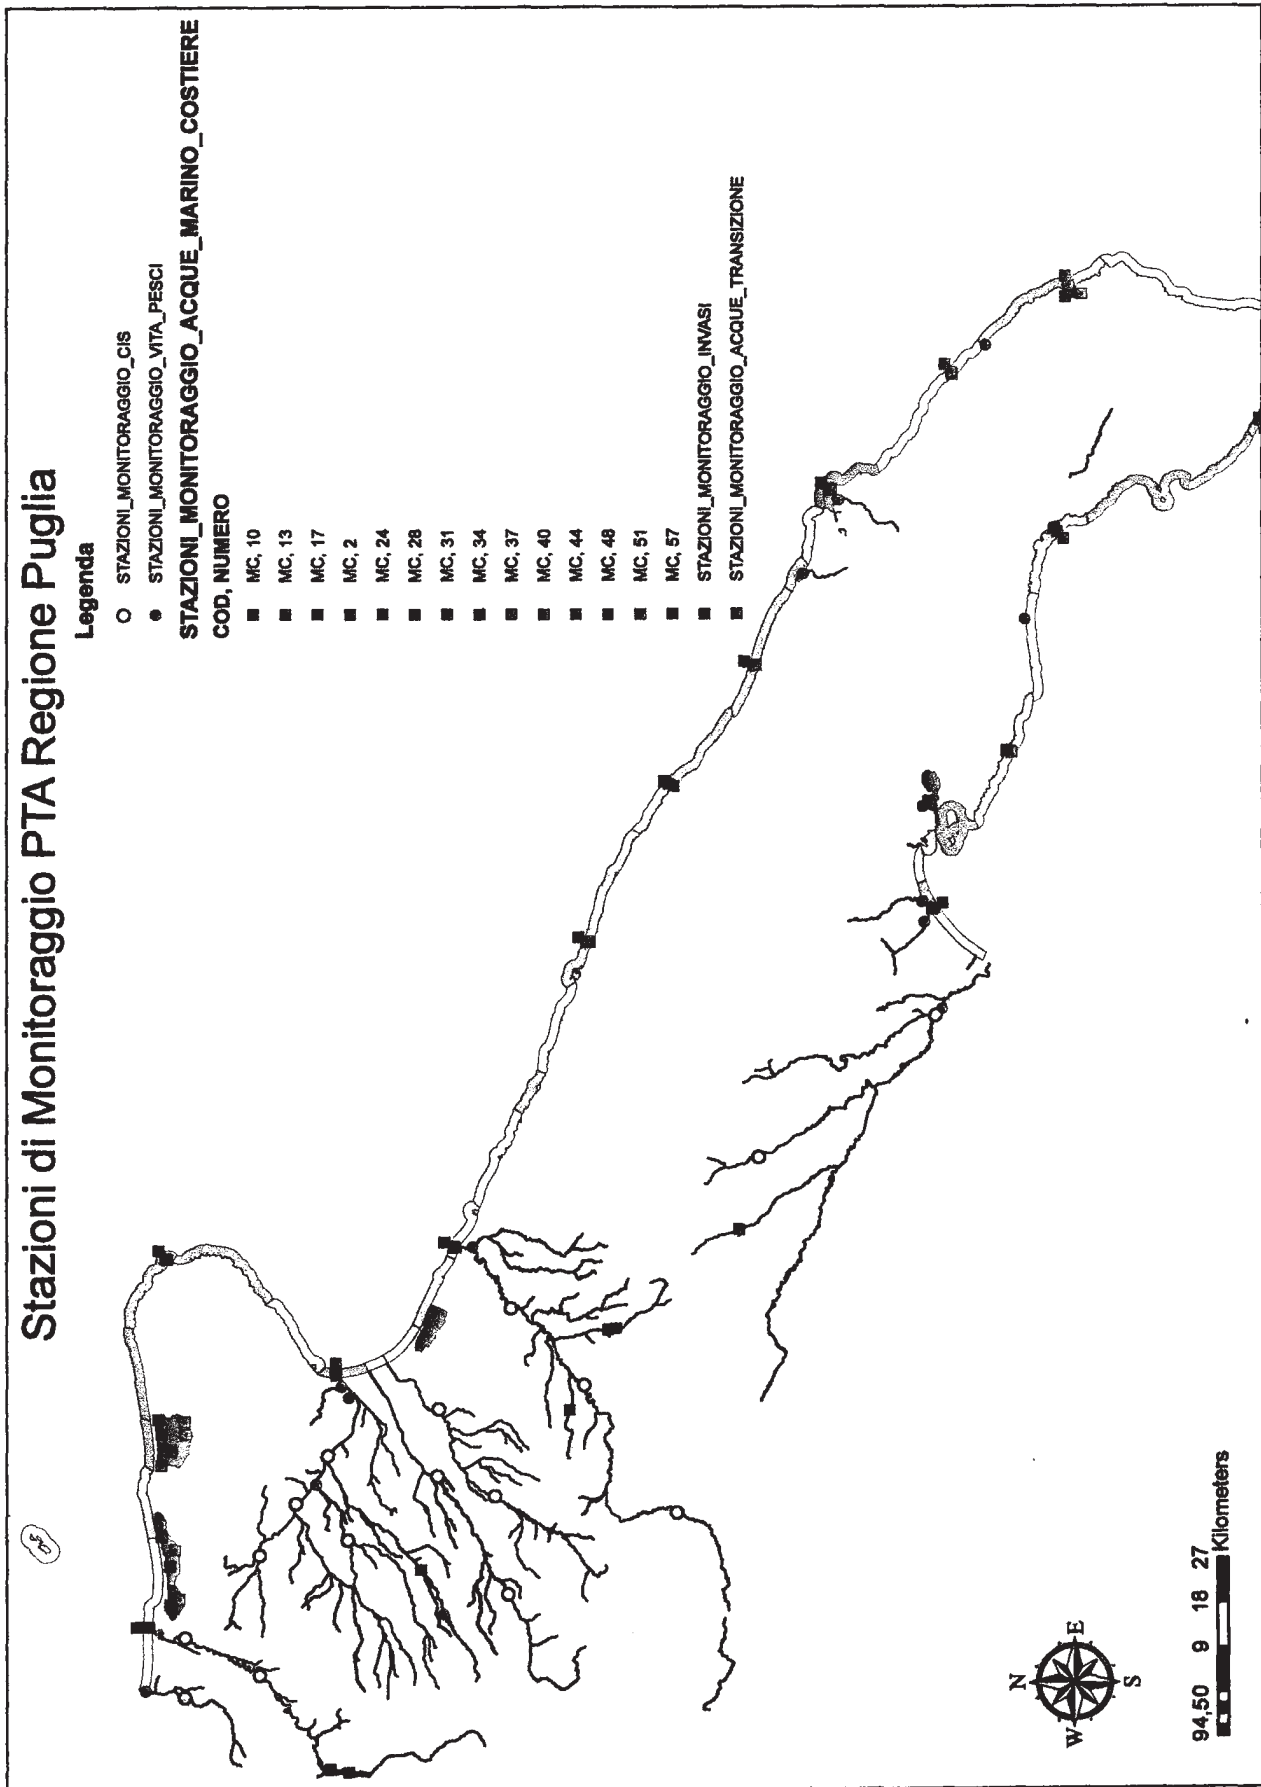 Stazioni di Monitoraggio PTA Regione Puglia
Legenda
STAZIONI_MONITORAGGIO_CIS
STAZIONI_MONITORAGGIO_VITA_PESCI
STAZIONI_MONITORAGGIO_ACQUE_MARINO_COSTIERE
COD, NUMERO
MC, 10
MC, 13
MC, 17
MC, 2
MC, 24
MC, 28
MC, 31
MC, 34
MC, 37
MC, 40
MC, 44
MC, 48
MC, 51
MC, 57
STAZIONI_MONITORAGGIO_INVASI
STAZIONI_MONITORAGGIO_ACQUE_TRANSIZIONE
N
W E
S
94,50 9 18 27
Kilometers